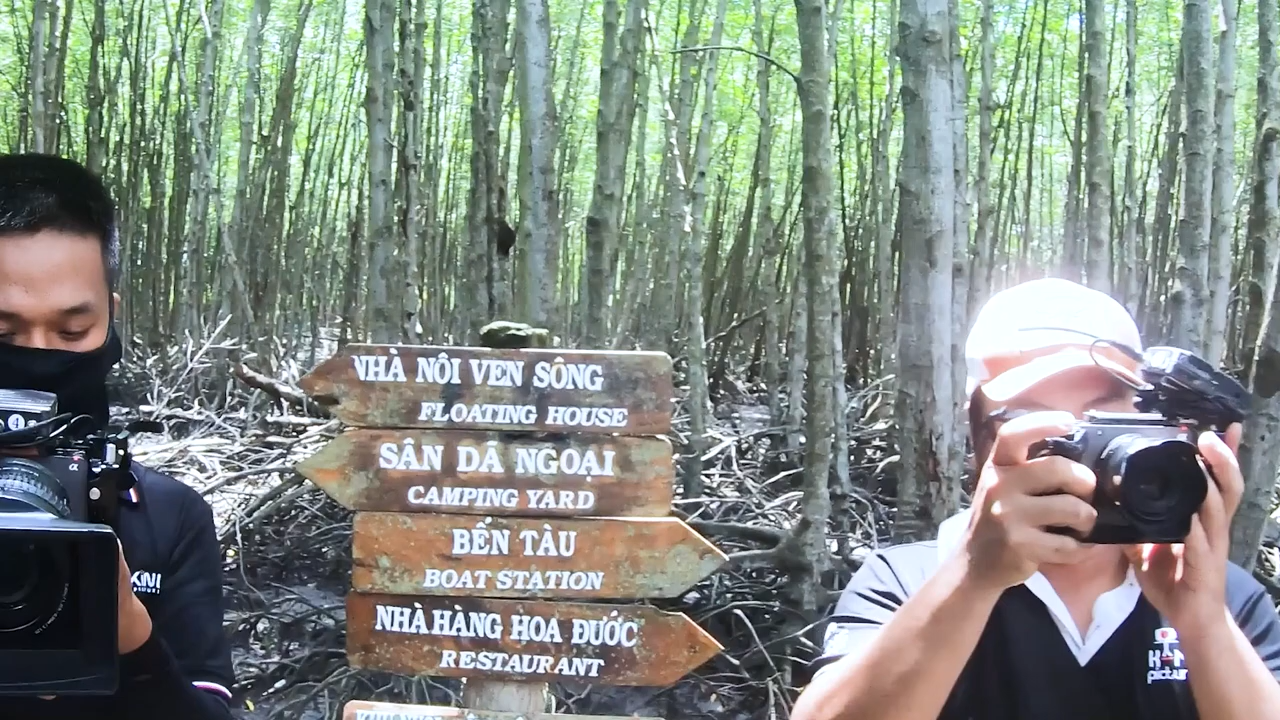 NHÀ NÔI VEN SÔNG
FLOATING HOUSE
SÂN DÃ NGOẠI
CAMPING YARD
BẾN TÀU
BOAT STATION
NHÀ HÀNG HOA ĐƯỚC
RESTAURANT
α